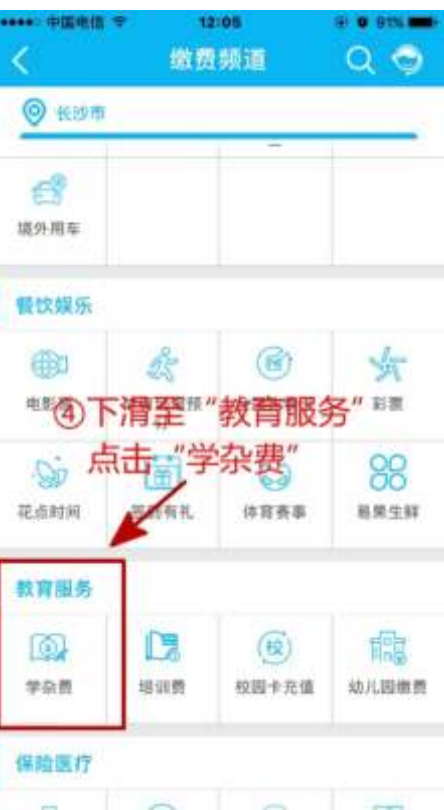 中国电信 12:05 91%
缴费频道
长沙市
境外用车
餐饮娱乐
彩票
④下滑至“教育服务”
点击“学杂费”
花点时间 有礼 体育赛事 易果生鲜
教育服务
学杂费 培训费 校园卡充值 幼儿园缴费
保险医疗